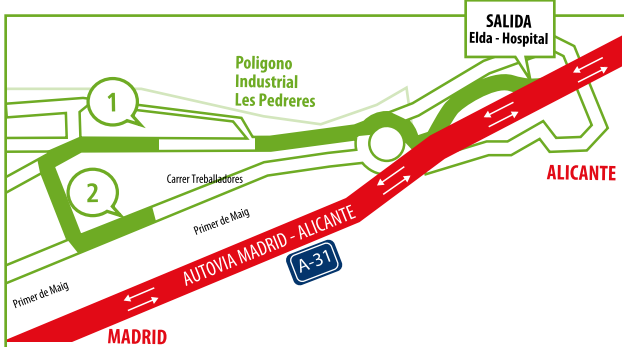 SALIDA
Elda - Hospital
Poligono
Industrial
Les Pedreres
1
2
Carrer Treballadores
Primer de Maig
ALICANTE
AUTOVIA MADRID - ALICANTE
A-31
Primer de Maig
MADRID